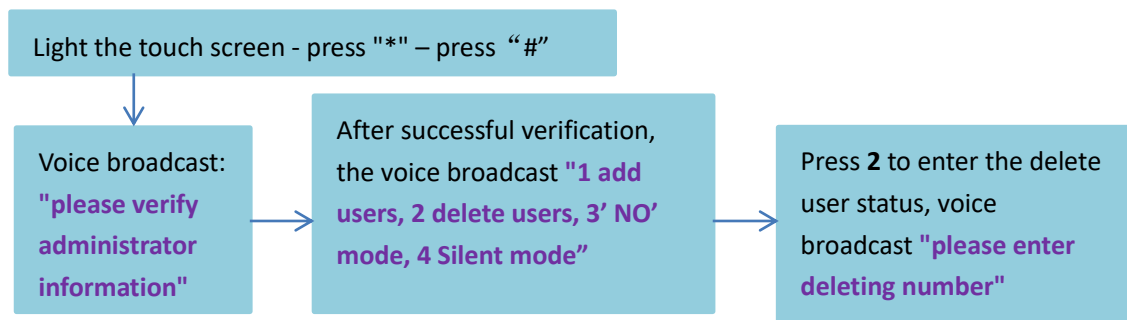 Light the touch screen - press "*" – press “#”
Voice broadcast:
"please verify
administrator
information"
After successful verification,
the voice broadcast "1 add
users, 2 delete users, 3’ NO’
mode, 4 Silent mode”
Press 2 to enter the delete
user status, voice
broadcast "please enter
deleting number"